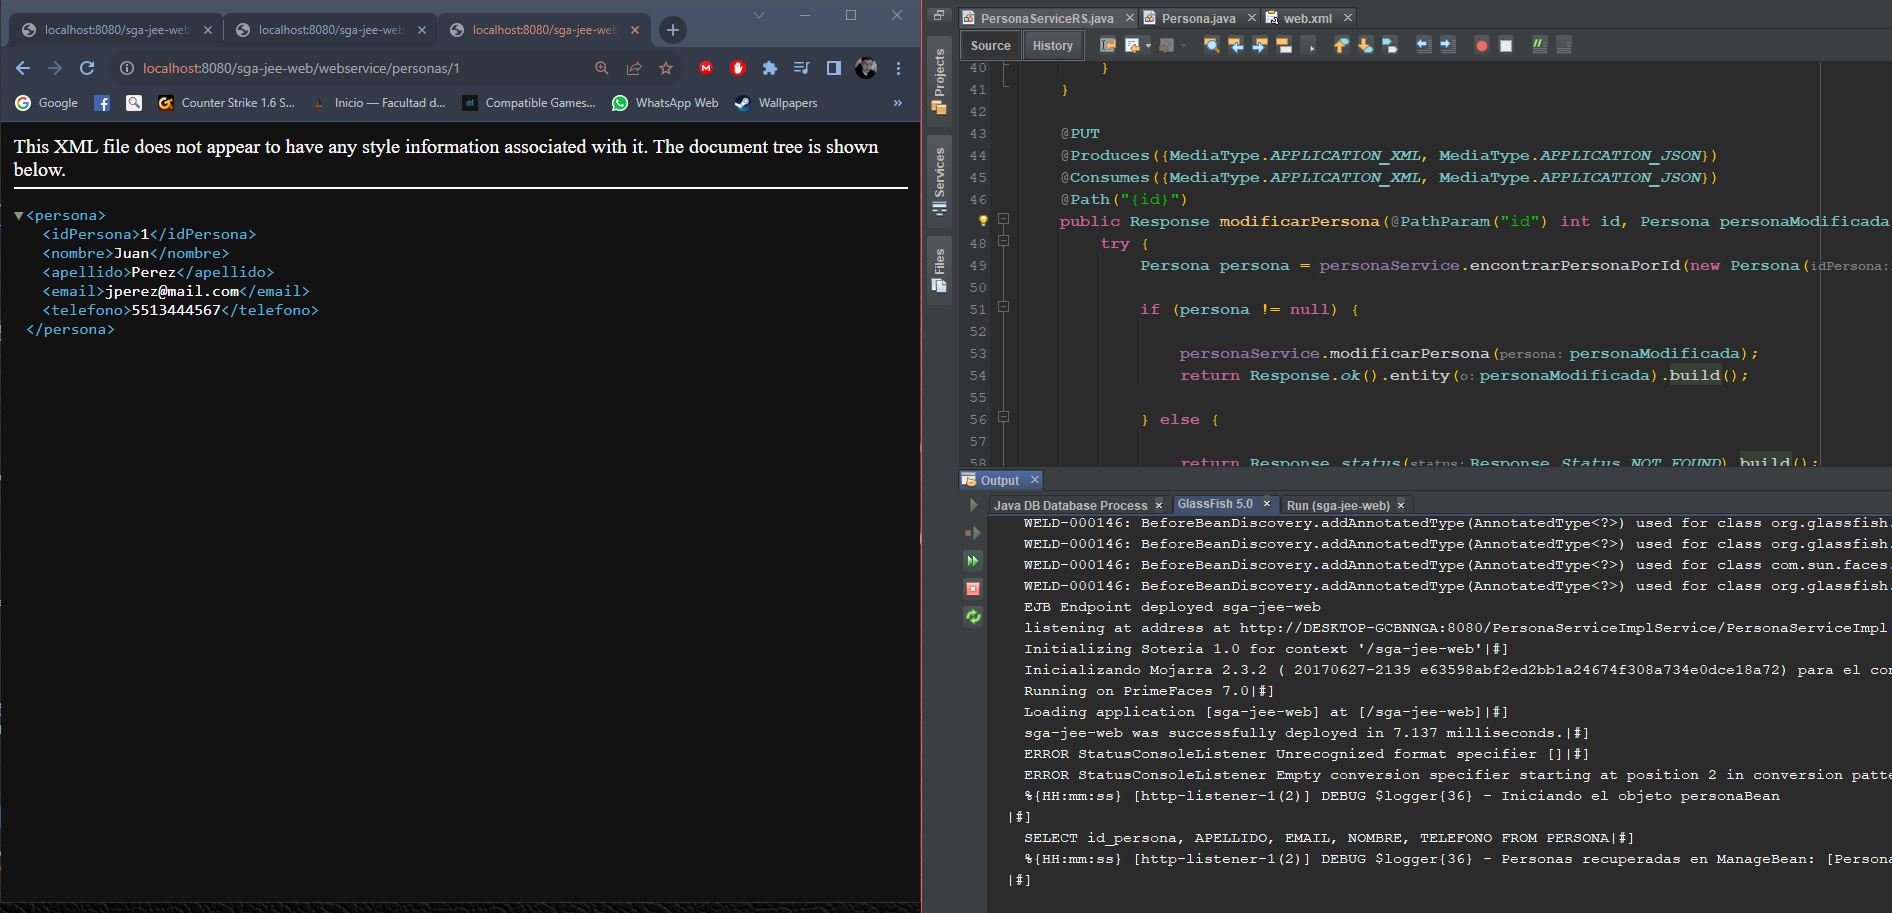 localhost:8080/sga-jee-web
localhost:8080/sga-jee-web
localhost:8080/sga-jee-web
localhost:8080/sga-jee-web/webservice/personas/1
Google
Counter Strike 1.6 S...
Inicio — Facultad d...
Compatible Games...
WhatsApp Web
Wallpapers
»
This XML file does not appear to have any style information associated with it. The document tree is shown
below.
▼<persona>
<idPersona>1</idPersona>
<nombre>Juan</nombre>
<apellido>Perez</apellido>
<email>jperez@mail.com</email>
<telefono>5513444567</telefono>
</persona>
Projects
Services
Files
PersonaServiceRS.java
Persona.java
web.xml
Source
History
40 }
41 }
42
43 @PUT
44 @Produces({MediaType.APPLICATION_XML, MediaType.APPLICATION_JSON})
45 @Consumes({MediaType.APPLICATION_XML, MediaType.APPLICATION_JSON})
46 @Path("{id}")
public Response modificarPersona(@PathParam("id") int id, Persona personaModificada
48 try {
49 Persona persona = personaService.encontrarPersonaPorId(new Persona(idPersona:
50
51 if (persona != null) {
52
53 personaService.modificarPersona(persona: personaModificada);
54 return Response.ok().entity(o: personaModificada).build();
55
56 } else {
57
58 return Response.status(status: Response.Status.NOT_FOUND).build();
Output
Java DB Database Process
GlassFish 5.0
Run (sga-jee-web)
WELD-000146: BeforeBeanDiscovery.addAnnotatedType(AnnotatedType<?>) used for class org.glassfish.
WELD-000146: BeforeBeanDiscovery.addAnnotatedType(AnnotatedType<?>) used for class org.glassfish.
WELD-000146: BeforeBeanDiscovery.addAnnotatedType(AnnotatedType<?>) used for class com.sun.faces.
WELD-000146: BeforeBeanDiscovery.addAnnotatedType(AnnotatedType<?>) used for class org.glassfish.
EJB Endpoint deployed sga-jee-web
listening at address at http://DESKTOP-GCBNNGA:8080/PersonaServiceImplService/PersonaServiceImpl
Initializing Soteria 1.0 for context '/sga-jee-web'|#]
Inicializando Mojarra 2.3.2 ( 20170627-2139 e63598abf2ed2bb1a24674f308a734e0dce18a72) para el con
Running on PrimeFaces 7.0|#]
Loading application [sga-jee-web] at [/sga-jee-web]|#]
sga-jee-web was successfully deployed in 7.137 milliseconds.|#]
ERROR StatusConsoleListener Unrecognized format specifier []|#]
ERROR StatusConsoleListener Empty conversion specifier starting at position 2 in conversion patte
%{HH:mm:ss} [http-listener-1(2)] DEBUG $logger{36} - Iniciando el objeto personaBean
|#]
SELECT id_persona, APELLIDO, EMAIL, NOMBRE, TELEFONO FROM PERSONA|#]
%{HH:mm:ss} [http-listener-1(2)] DEBUG $logger{36} - Personas recuperadas en ManageBean: [Persona
|#]